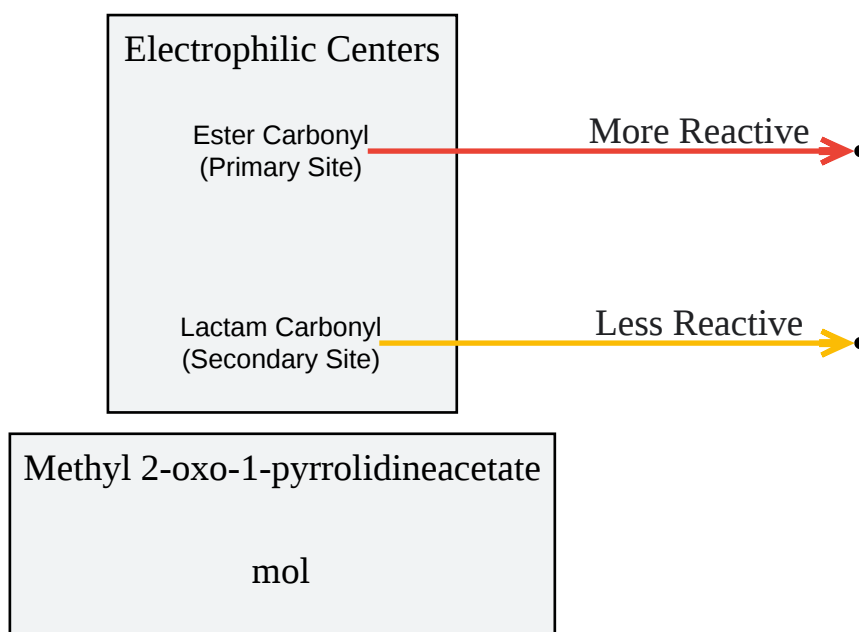 Electrophilic Centers
Ester Carbonyl
(Primary Site)
More Reactive
Lactam Carbonyl
(Secondary Site)
Less Reactive
Methyl 2-oxo-1-pyrrolidineacetate
mol